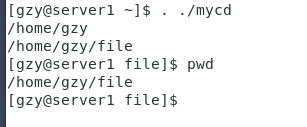 [gzy@server1 ~]$ . ./mycd
/home/gzy
/home/gzy/file
[gzy@server1 file]$ pwd
/home/gzy/file
[gzy@server1 file]$